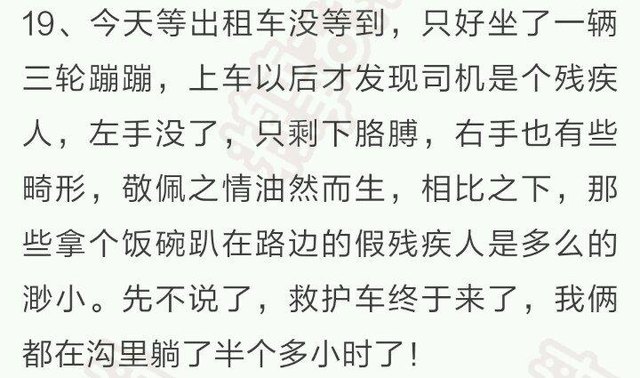 19、今天等出租车没等到，只好坐了一辆
三轮蹦蹦，上车以后才发现司机是个残疾
人，左手没了，只剩下胳膊，右手也有些
畸形，敬佩之情油然而生，相比之下，那
些拿个饭碗趴在路边的假残疾人是多么的
渺小。先不说了，救护车终于来了，我俩
都在沟里躺了半个多小时了！